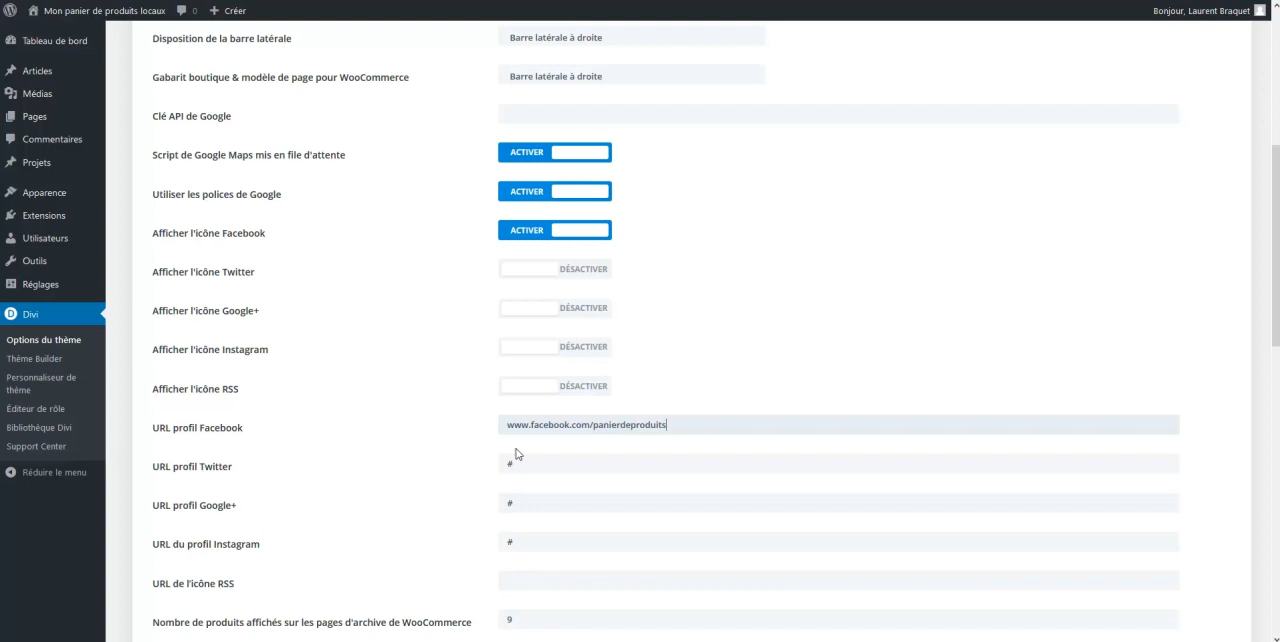 Mon panier de produits locaux 0 Créer Bonjour, Laurent Braquet
Tableau de bord
Articles
Médias
Pages
Commentaires
Projets
Apparence
Extensions
Utilisateurs
Outils
Réglages
Divi
Options du thème
Thème Builder
Personnaliseur de
thème
Éditeur de rôle
Bibliothèque Divi
Support Center
Réduire le menu
Disposition de la barre latérale Barre latérale à droite
Gabarit boutique & modèle de page pour WooCommerce Barre latérale à droite
Clé API de Google
Script de Google Maps mis en file d'attente ACTIVER
Utiliser les polices de Google ACTIVER
Afficher l'icône Facebook ACTIVER
Afficher l'icône Twitter DÉSACTIVER
Afficher l'icône Google+ DÉSACTIVER
Afficher l'icône Instagram DÉSACTIVER
Afficher l'icône RSS DÉSACTIVER
URL profil Facebook www.facebook.com/panierdeproduits
URL profil Twitter #
URL profil Google+ #
URL du profil Instagram #
URL de l'icône RSS
Nombre de produits affichés sur les pages d'archive de WooCommerce 9